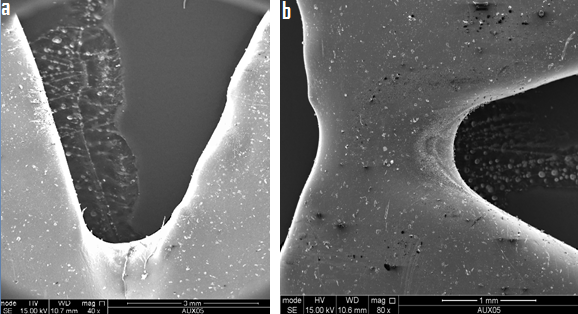 a
b
mode HV WD mag □ 3 mm
SE 15.00 kV 10.7 mm 40 x AUX05
mode HV WD mag □ 1 mm
SE 15.00 kV 10.6 mm 80 x AUX05